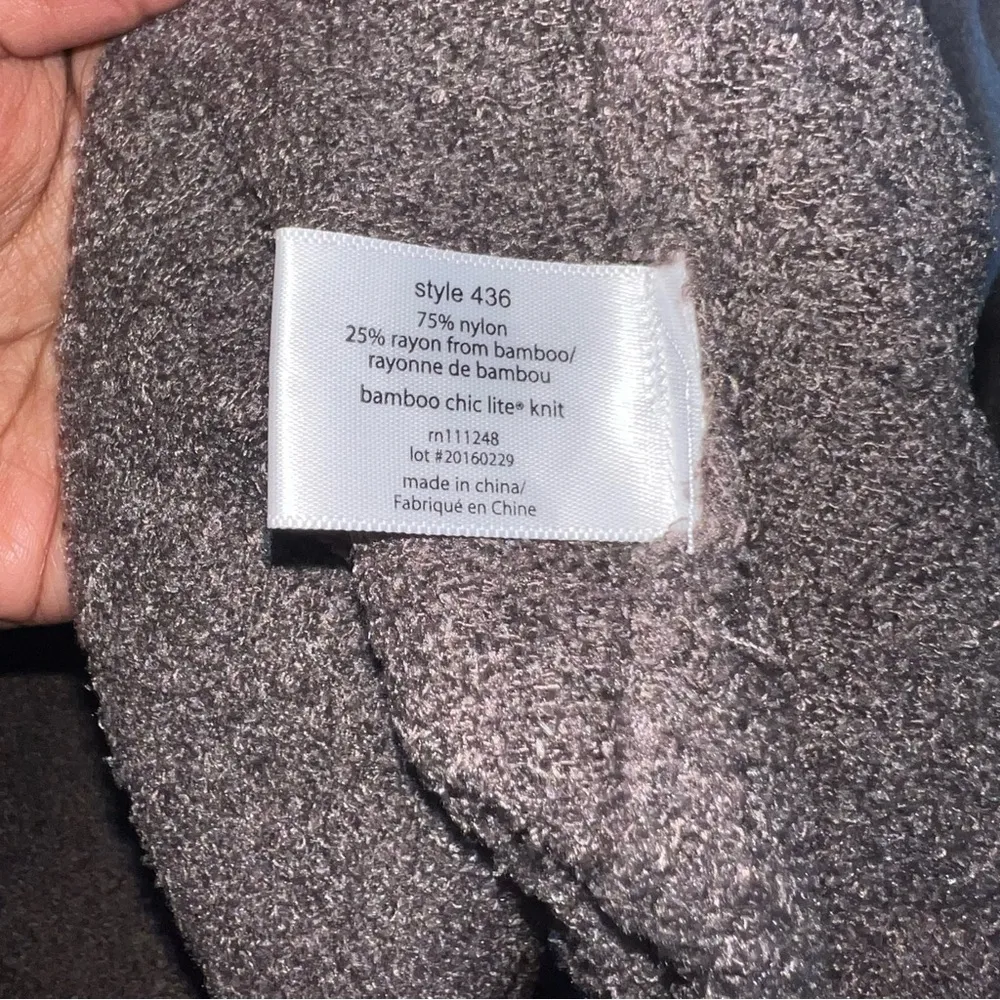 style 436
75% nylon
25% rayon from bamboo/
rayonne de bambou
bamboo chic lite® knit
rn111248
lot #20160229
made in china/
Fabriqué en Chine